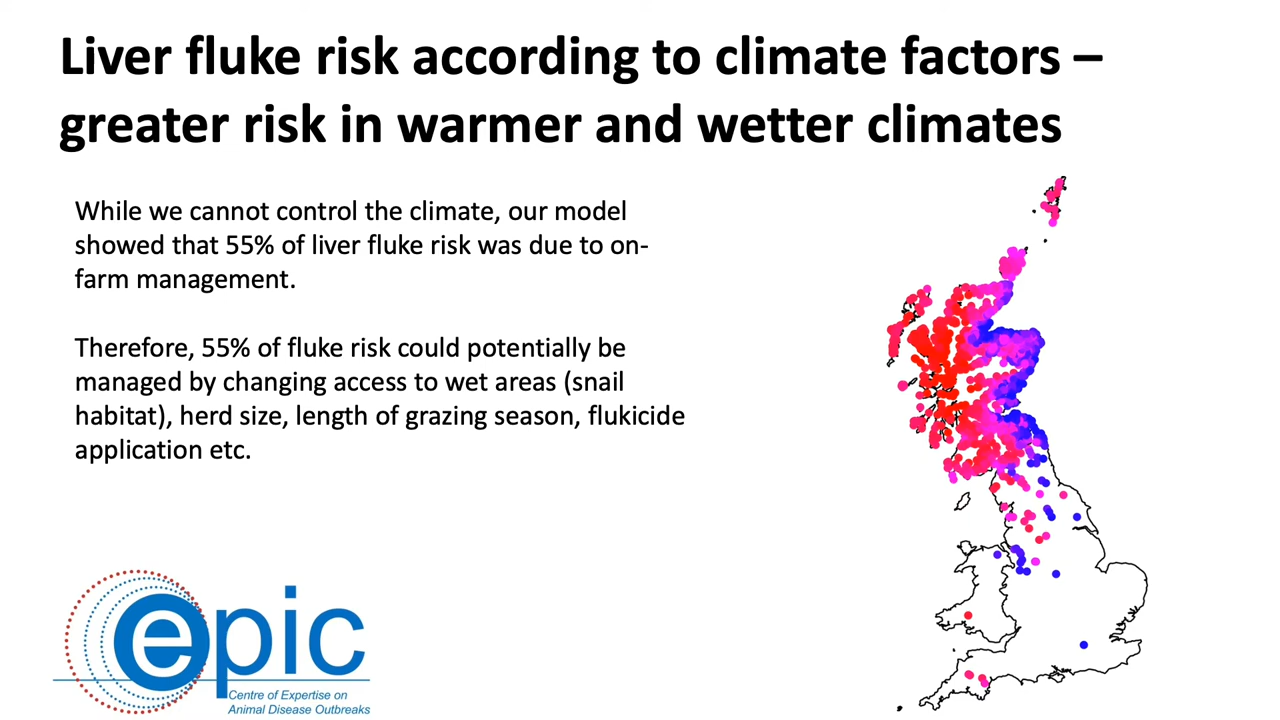 Liver fluke risk according to climate factors –
greater risk in warmer and wetter climates
While we cannot control the climate, our model
showed that 55% of liver fluke risk was due to on-
farm management.
Therefore, 55% of fluke risk could potentially be
managed by changing access to wet areas (snail
habitat), herd size, length of grazing season, flukicide
application etc.
epic
Centre of Expertise on
Animal Disease Outbreaks